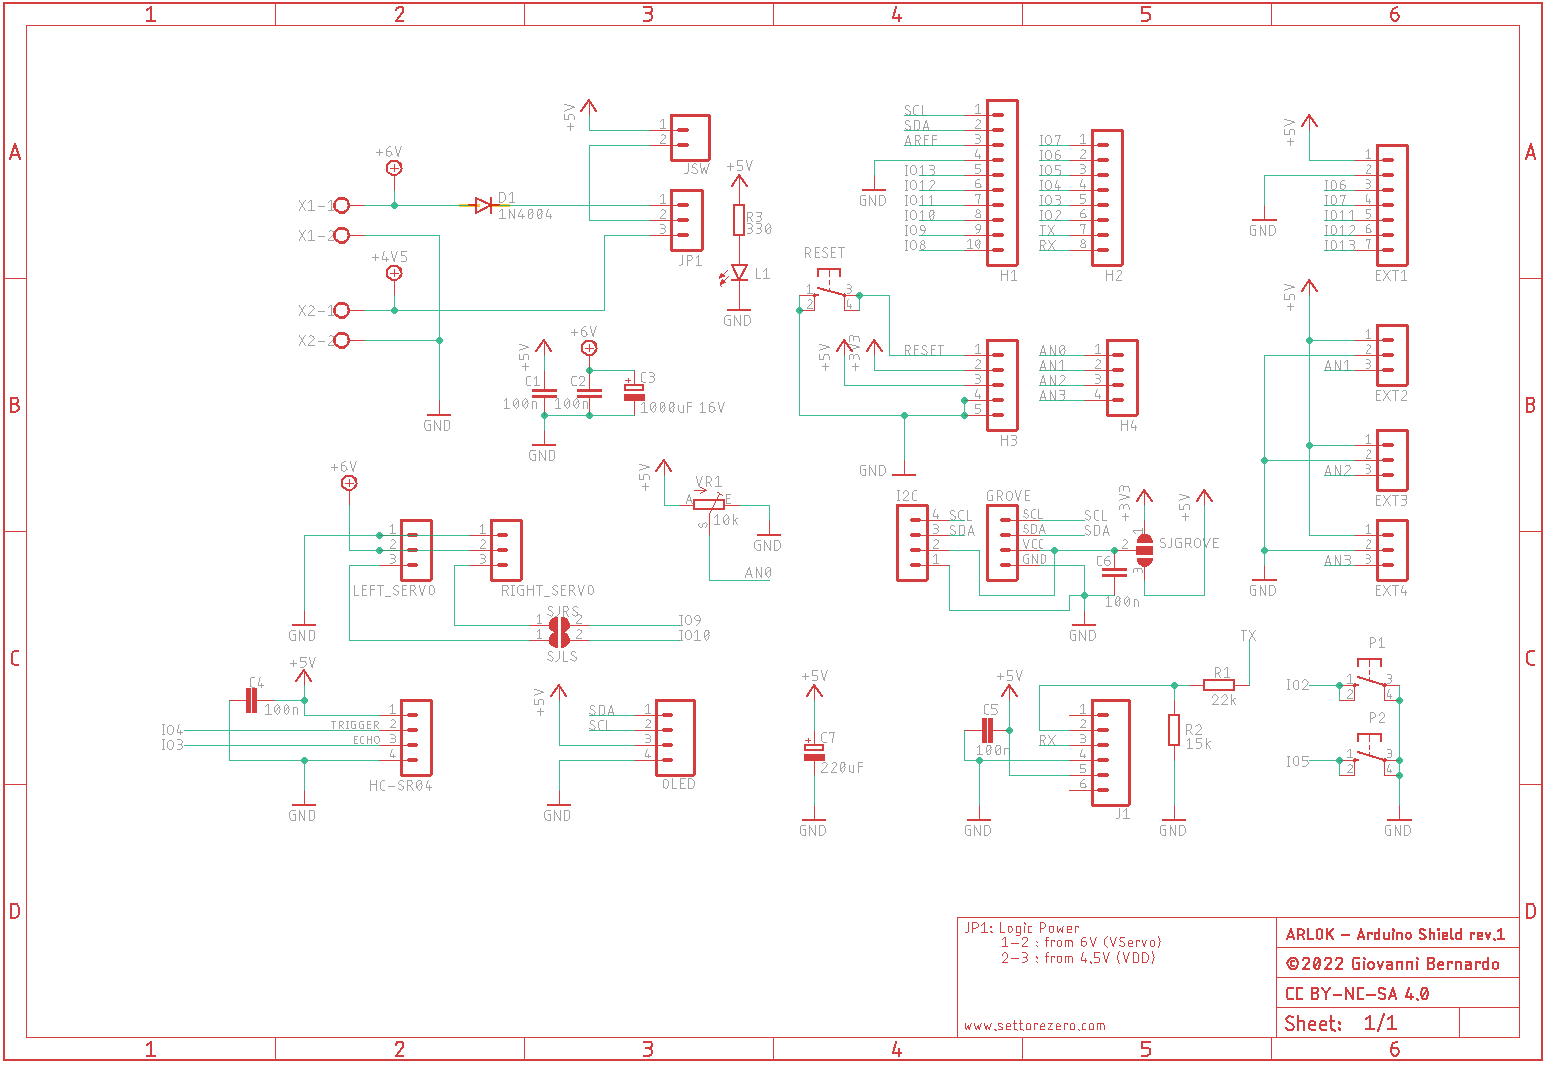 1 2 3 4 5 6
A A
B B
C C
D D
1 2 3 4 5 6
+6V
X1-1
X1-2
+4V5
X2-1
X2-2
GND
D1
1N4004
+5V
1
2
JSW
1
2
3
JP1
+5V
R3
330
L1
GND
+5V
C1
100n
+6V
C2
100n
C3
1000uF 16V
GND
SCL 1
SDA 2
AREF 3
4
IO13 5
IO12 6
IO11 7
IO10 8
IO9 9
IO8 10
H1
GND
IO7 1
IO6 2
IO5 3
IO4 4
IO3 5
IO2 6
TX 7
RX 8
H2
+5V
1
2
IO6 3
IO7 4
IO11 5
IO12 6
IO13 7
EXT1
GND
RESET
1 3
2 4
+5V
+3V3
RESET 1
2
3
4
5
H3
GND
AN0 1
AN1 2
AN2 3
AN3 4
H4
+5V
1
2
AN1 3
EXT2
1
2
AN2 3
EXT3
1
2
AN3 3
EXT4
GND
+6V
1
2
3
LEFT_SERVO
1
2
3
RIGHT_SERVO
GND
SJRS
1 2 IO9
1 2 IO10
SJLS
+5V
VR1
A E
S
10k
GND
AN0
I2C
4 SCL
3 SDA
2
1
GROVE
SCL SCL
SDA SDA
VCC
GND
C6
100n
GND
+3V3
+5V
1
2
3
SJGROVE
C4
100n
+5V
1
IO4 TRIGGER 2
IO3 ECHO 3
4
HC-SR04
GND
+5V
SDA 1
SCL 2
3
4
OLED
GND
+5V
C7
220uF
GND
+5V
C5
100n
GND
1
2
RX 3
4
5
6
J1
TX
R1
22k
R2
15k
GND
P1
IO2 1 3
2 4
P2
IO5 1 3
2 4
GND
JP1: Logic Power
1-2 : from 6V (VServo)
2-3 : from 4.5V (VDD)
www.settorezero.com
ARLOK - Arduino Shield rev.1
©2022 Giovanni Bernardo
CC BY-NC-SA 4.0
Sheet: 1/1